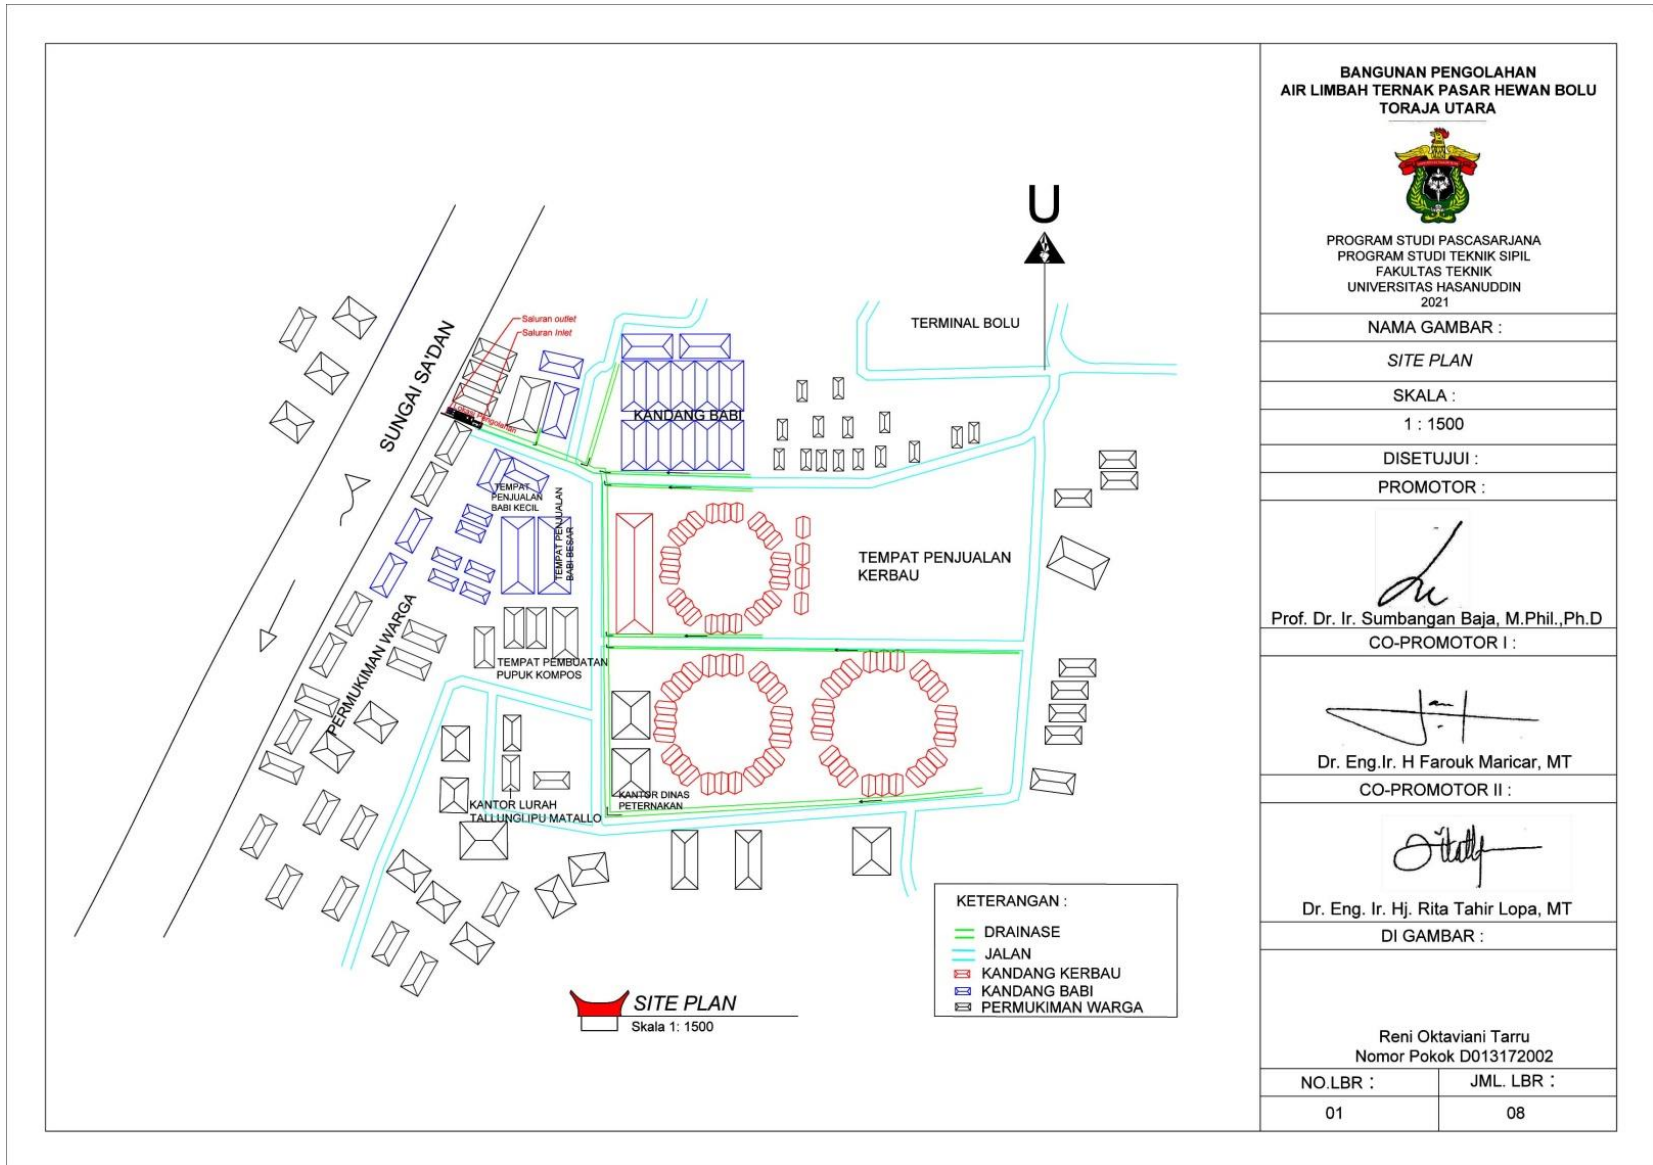 U
TERMINAL BOLU
Saluran outlet
Saluran Inlet
SUNGAI SA'DAN
Lokasi Pengolahan
KANDANG BABI
TEMPAT
PENJUALAN
BABI KECIL
TEMPAT PENJUALAN
BABI BESAR
TEMPAT PENJUALAN
KERBAU
PERMUKIMAN WARGA
TEMPAT PEMBUATAN
PUPUK KOMPOS
KANTOR DINAS
PETERNAKAN
KANTOR LURAH
TALLUNGLIPU MATALLO
KETERANGAN :
DRAINASE
JALAN
KANDANG KERBAU
KANDANG BABI
PERMUKIMAN WARGA
SITE PLAN
Skala 1: 1500
BANGUNAN PENGOLAHAN
AIR LIMBAH TERNAK PASAR HEWAN BOLU
TORAJA UTARA
PROGRAM STUDI PASCASARJANA
PROGRAM STUDI TEKNIK SIPIL
FAKULTAS TEKNIK
UNIVERSITAS HASANUDDIN
2021
NAMA GAMBAR :
SITE PLAN
SKALA :
1 : 1500
DISETUJUI :
PROMOTOR :
Prof. Dr. Ir. Sumbangan Baja, M.Phil.,Ph.D
CO-PROMOTOR I :
Dr. Eng.Ir. H Farouk Maricar, MT
CO-PROMOTOR II :
Dr. Eng. Ir. Hj. Rita Tahir Lopa, MT
DI GAMBAR :
Reni Oktaviani Tarru
Nomor Pokok D013172002
NO.LBR :
JML. LBR :
01
08